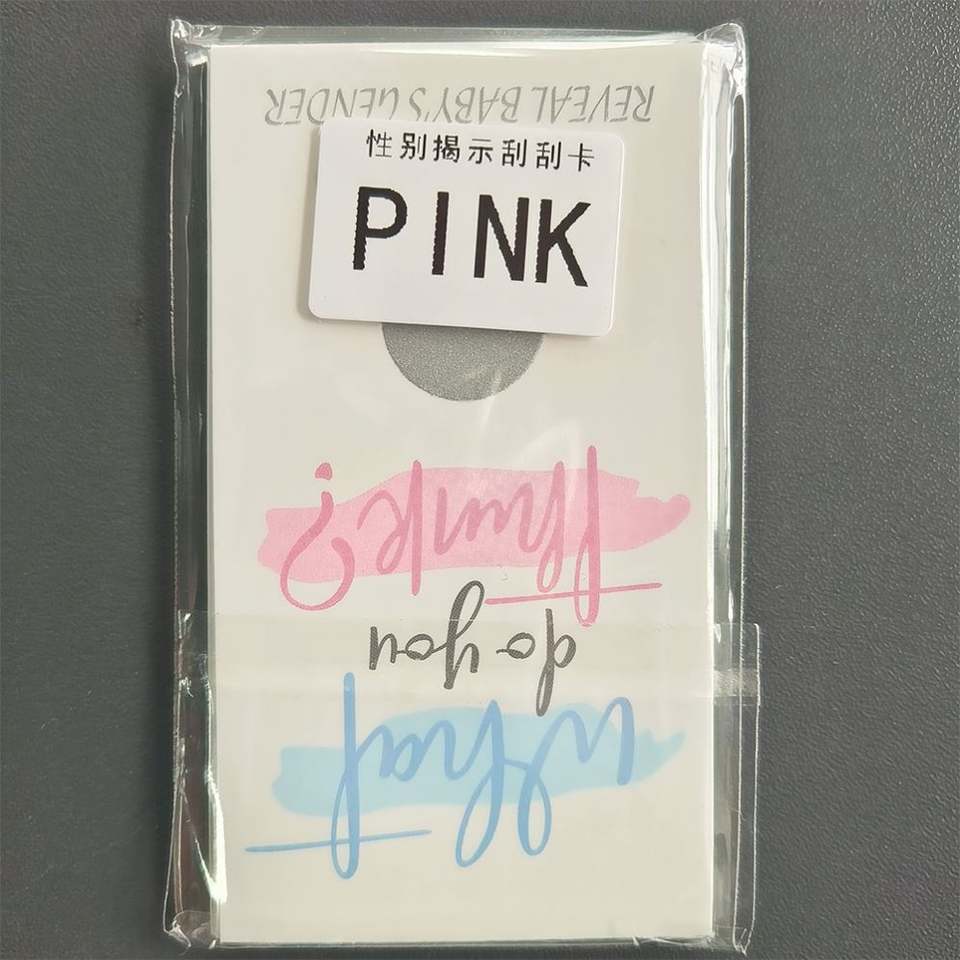 性别揭示刮刮卡
PINK
What
do you
think?
REVEAL BABY'S GENDER